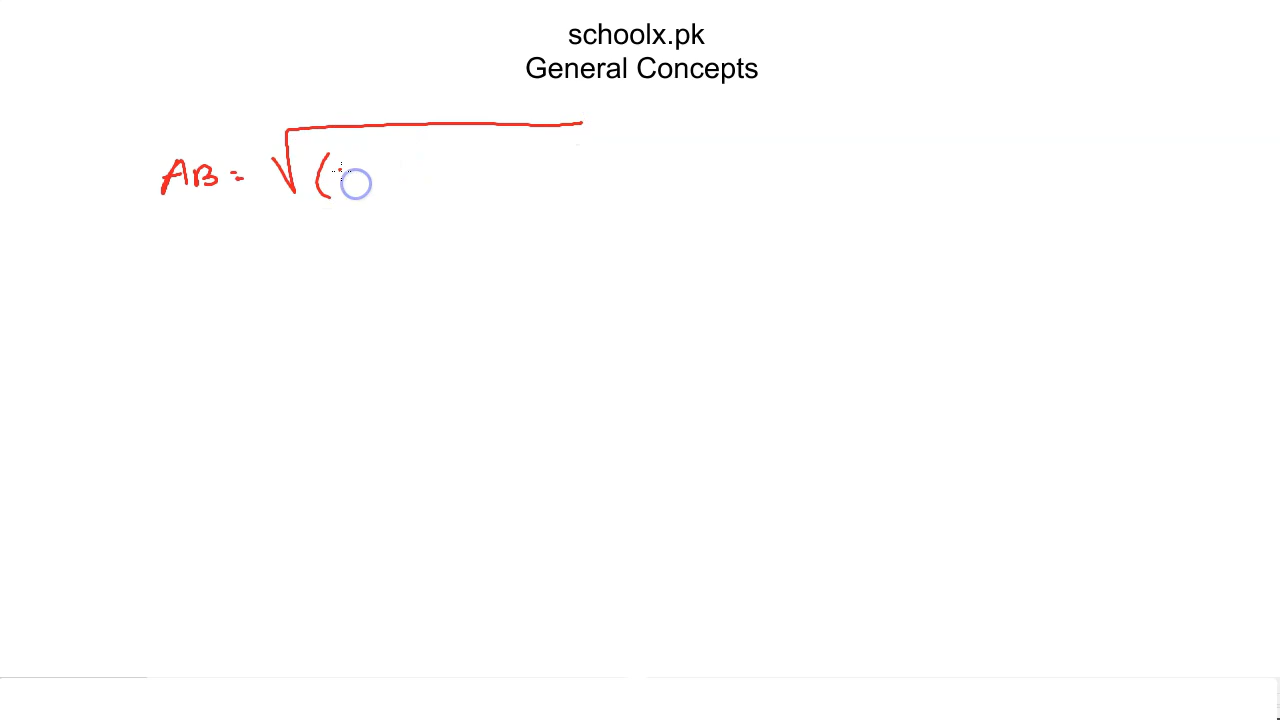 schoolx.pk
General Concepts
AB = √(